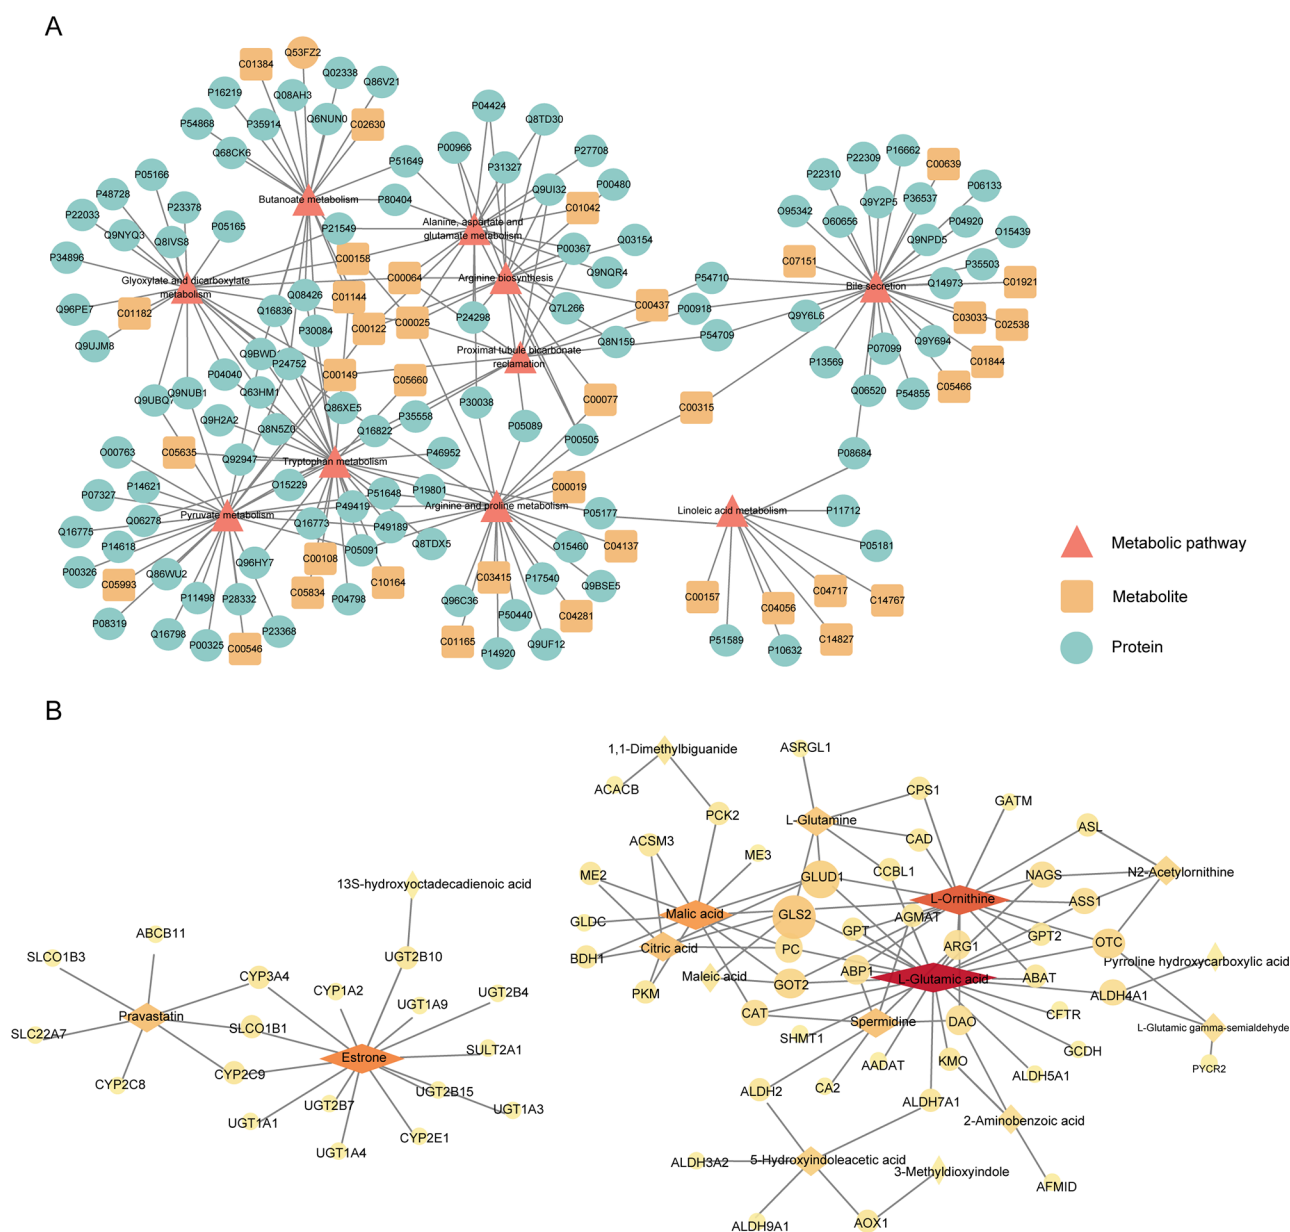 A
C01384
Q53FZ2
Q02338
Q86V21
P16219
Q08AH3
P54868
P35914
Q6NUN0
C02630
Q68CK6
P04424
Q8TD30
P00966
P51649
P31327
P27708
Q9UI32
P00480
C01042
P80404
Butanoate metabolism
P21549
Alanine, aspartate and
glutamate metabolism
P00367
Q03154
Q9NQR4
P05166
P48728
P22033
P23378
Q9NYQ3
Q8IVS8
P05165
P34896
Glyoxylate and dicarboxylate
metabolism
C00158
C00064
Arginine biosynthesis
Q96PE7
C01182
Q9UJM8
Q08426
Q16836
C01144
P30084
C00122
C00025
P24298
Q7L266
C00437
P00918
P54710
P54709
Q8N159
Proximal tubule bicarbonate
reclamation
P16662
P22309
C00639
P22310
P06133
Q9Y2P5
P36537
O95342
O60656
P04920
Q9NPD5
O15439
C07151
P35503
Bile secretion
Q14973
C01921
Q9Y6L6
C03033
C02538
P07099
Q9Y694
P13569
C01844
Q06520
P54855
C05466
P24752
P04040
C00149
C05660
Q9NUB1
Q63HM1
Q86XE5
P35558
P30038
C00077
C00315
Q9H2A2
Q8N5Z0
Q16822
P05089
P00505
P08684
O00763
C05635
Q92947
Tryptophan metabolism
P46952
P14621
P07327
O15229
P51648
P19801
C00019
Q16775
Q06278
Pyruvate metabolism
P49419
Arginine and proline metabolism
P05177
Linoleic acid metabolism
P11712
P14618
Q16773
P49189
Q8TDX5
P05181
P00326
Q86WU2
Q96HY7
C00108
P05091
O15460
C04137
C05993
C10164
C03415
P17540
Q9BSE5
P11498
P28332
C05834
P04798
Q96C36
P50440
C04281
P08319
Q16798
P00325
C00546
P23368
C01165
P14920
Q9UF12
C00157
P51589
C04056
P10632
C04717
C14827
C14767
Metabolic pathway
Metabolite
Protein
B
1,1-Dimethylbiguanide
ASRGL1
ACACB
PCK2
L-Glutamine
CPS1
GATM
ACSM3
CAD
ASL
ME3
ME2
GLUD1
CCBL1
NAGS
N2-Acetylornithine
13S-hydroxyoctadecadienoic acid
L-Ornithine
ASS1
GLDC
Malic acid
GLS2
AGMAT
GPT
GPT2
ABCB11
SLCO1B3
UGT2B10
BDH1
Citric acid
PC
ARG1
OTC
CYP3A4
Maleic acid
ABP1
L-Glutamic acid
ABAT
Pyrroline hydroxycarboxylic acid
CYP1A2
UGT1A9
UGT2B4
PKM
GOT2
ALDH4A1
Pravastatin
SLCO1B1
CAT
Spermidine
DAO
CFTR
L-Glutamic gamma-semialdehyde
SLC22A7
Estrone
SULT2A1
SHMT1
AADAT
KMO
GCDH
PYCR2
CYP2C8
CYP2C9
UGT2B15
ALDH2
CA2
ALDH5A1
UGT2B7
UGT1A3
ALDH7A1
UGT1A1
CYP2E1
2-Aminobenzoic acid
UGT1A4
ALDH3A2
5-Hydroxyindoleacetic acid
3-Methyldioxyindole
AFMID
ALDH9A1
AOX1